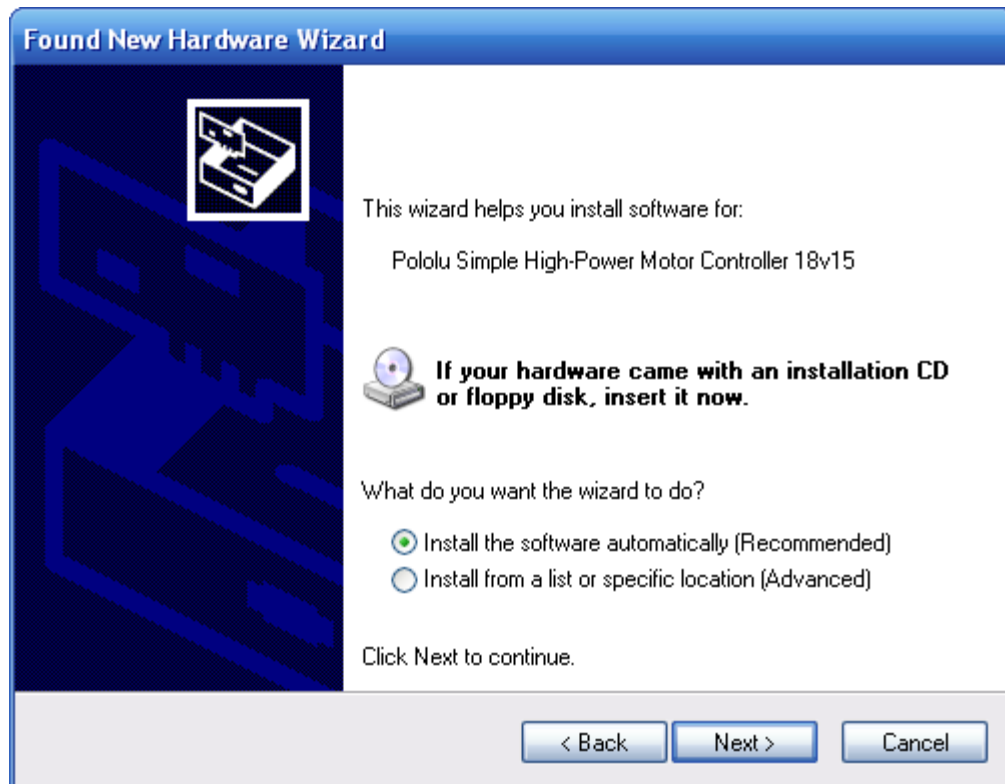 Found New Hardware Wizard
This wizard helps you install software for:
Pololu Simple High-Power Motor Controller 18v15
If your hardware came with an installation CD
or floppy disk, insert it now.
What do you want the wizard to do?
Install the software automatically (Recommended)
Install from a list or specific location (Advanced)
Click Next to continue.
< Back Next > Cancel